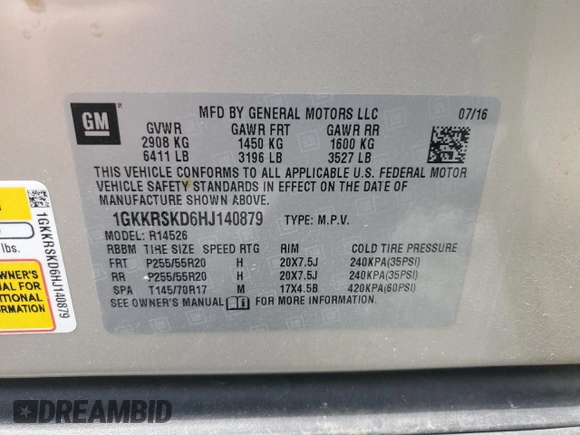 GM
MFD BY GENERAL MOTORS LLC 07/16
GVWR GAWR FRT GAWR RR
2908 KG 1450 KG 1600 KG
6411 LB 3196 LB 3527 LB
THIS VEHICLE CONFORMS TO ALL APPLICABLE U.S. FEDERAL MOTOR
VEHICLE SAFETY STANDARDS IN EFFECT ON THE DATE OF
MANUFACTURE SHOWN ABOVE.
1GKKRSKD6HJ140879 TYPE: M.P.V.
MODEL: R14526
RBBM TIRE SIZE SPEED RTG RIM COLD TIRE PRESSURE
FRT P255/55R20 H 20X7.5J 240KPA(35PSI)
RR P255/55R20 H 20X7.5J 240KPA(35PSI)
SPA T145/70R17 M 17X4.5B 420KPA(60PSI)
SEE OWNER'S MANUAL FOR MORE INFORMATION.
1GKKRSKD6HJ140879
lbs.
OWNER'S
UAL FOR
ITIONAL
RMATION
DREAMBID